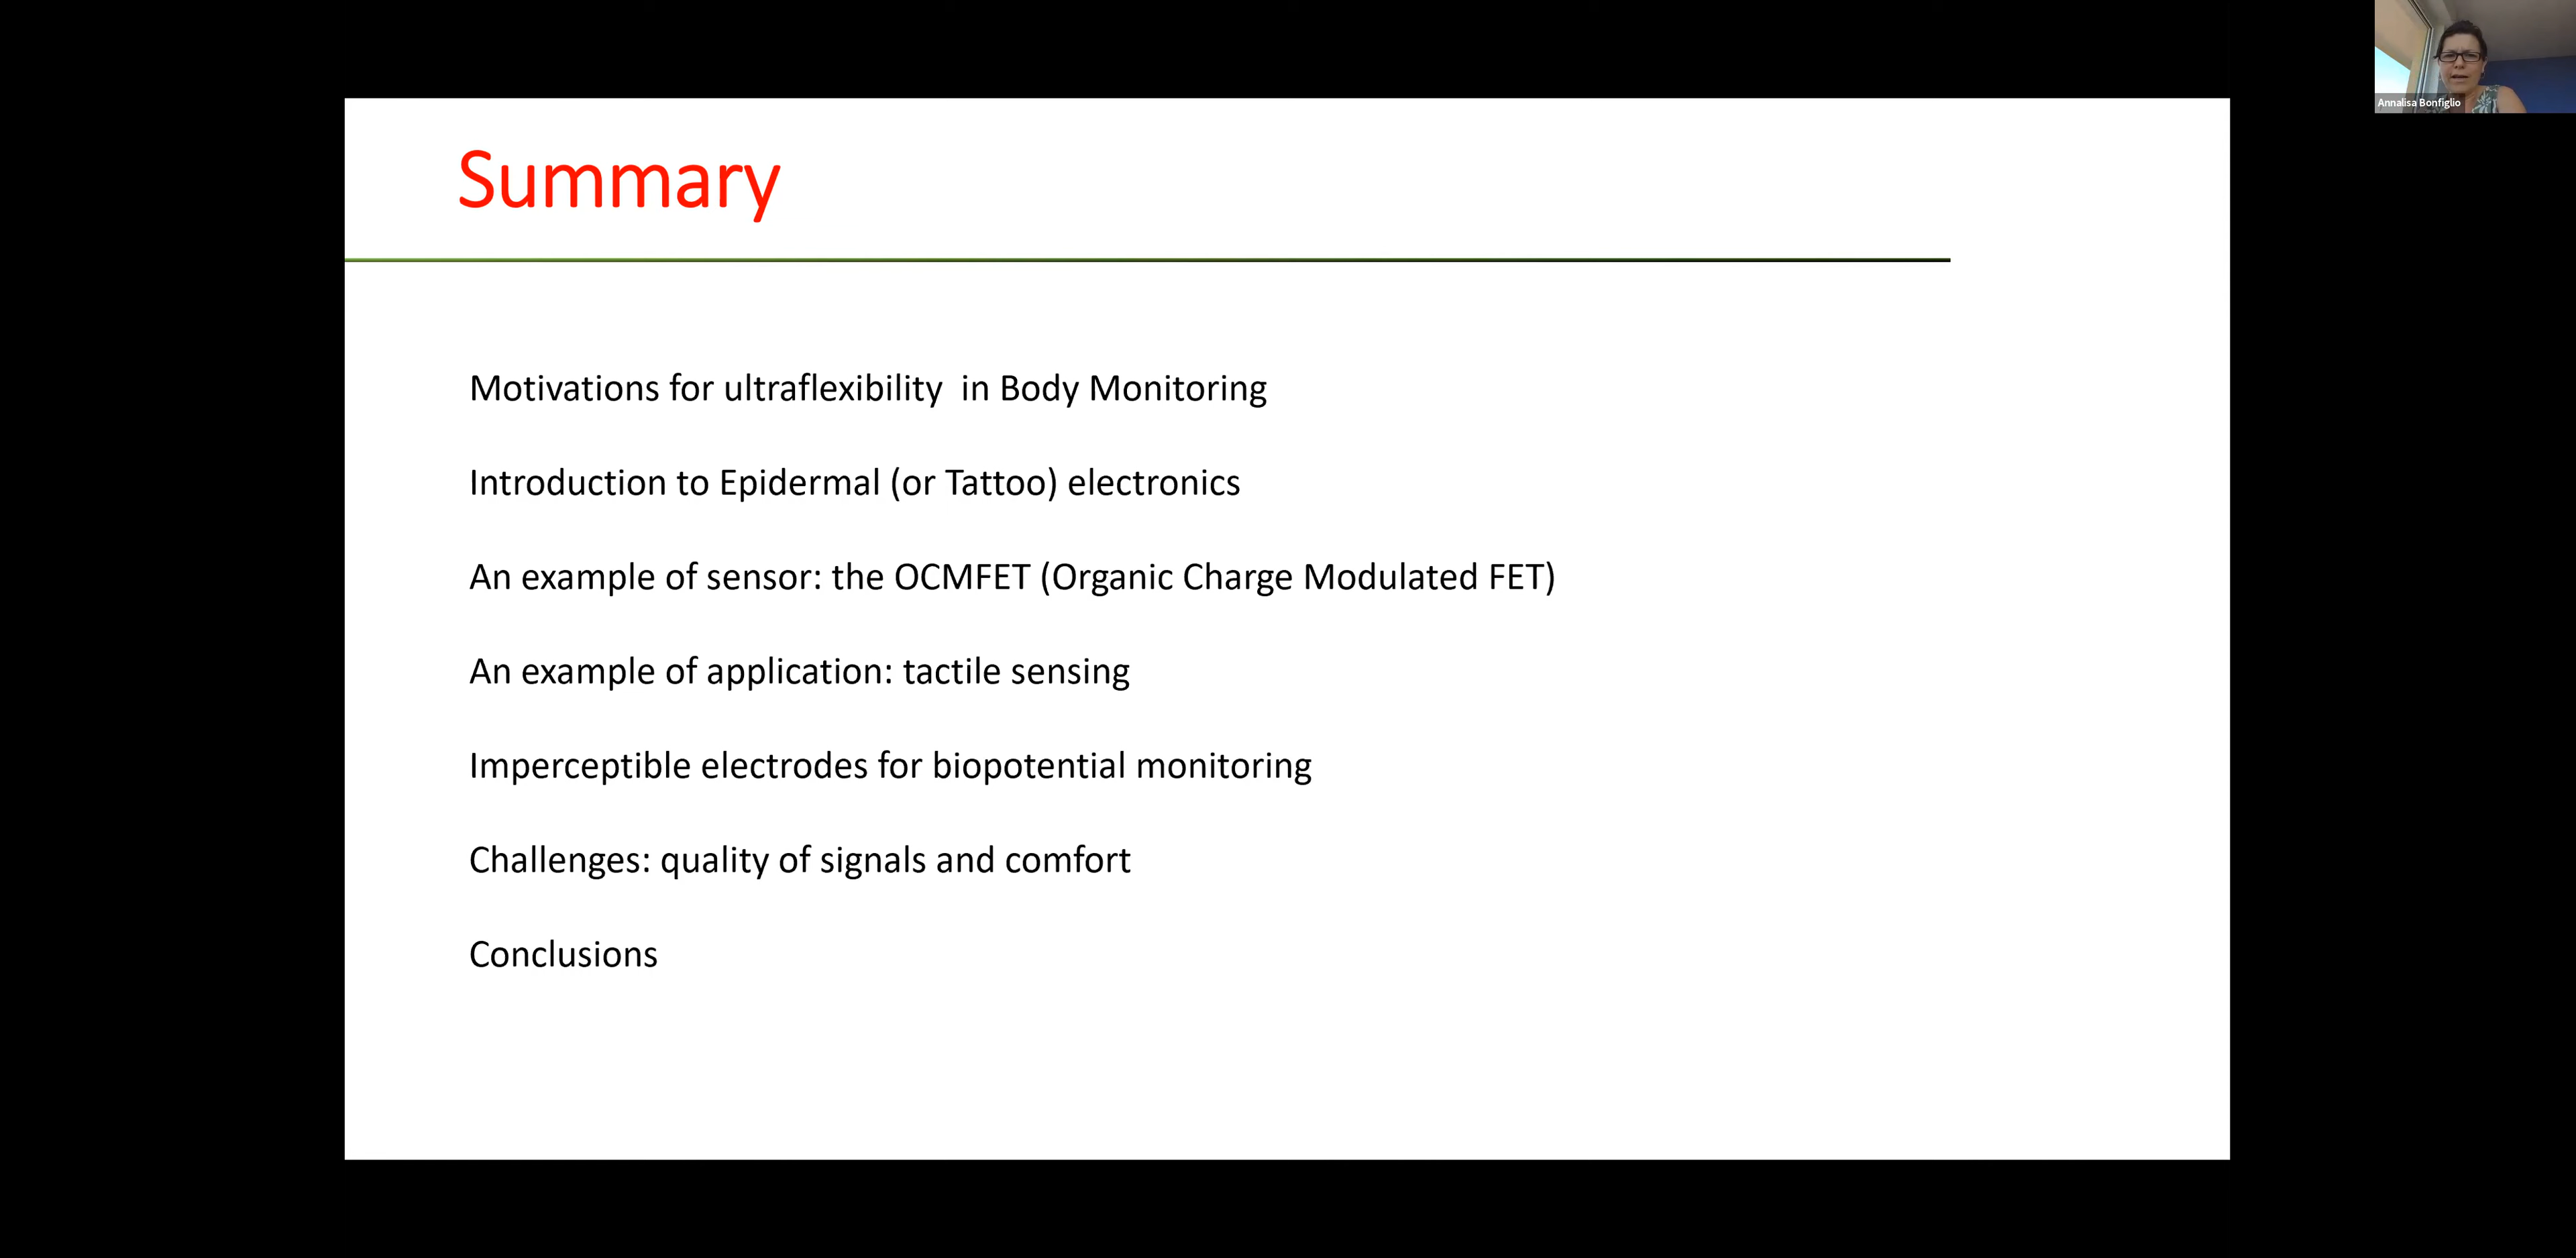 Annalisa Bonfiglio
Summary
Motivations for ultraflexibility  in Body Monitoring
Introduction to Epidermal (or Tattoo) electronics
An example of sensor: the OCMFET (Organic Charge Modulated FET)
An example of application: tactile sensing
Imperceptible electrodes for biopotential monitoring
Challenges: quality of signals and comfort
Conclusions